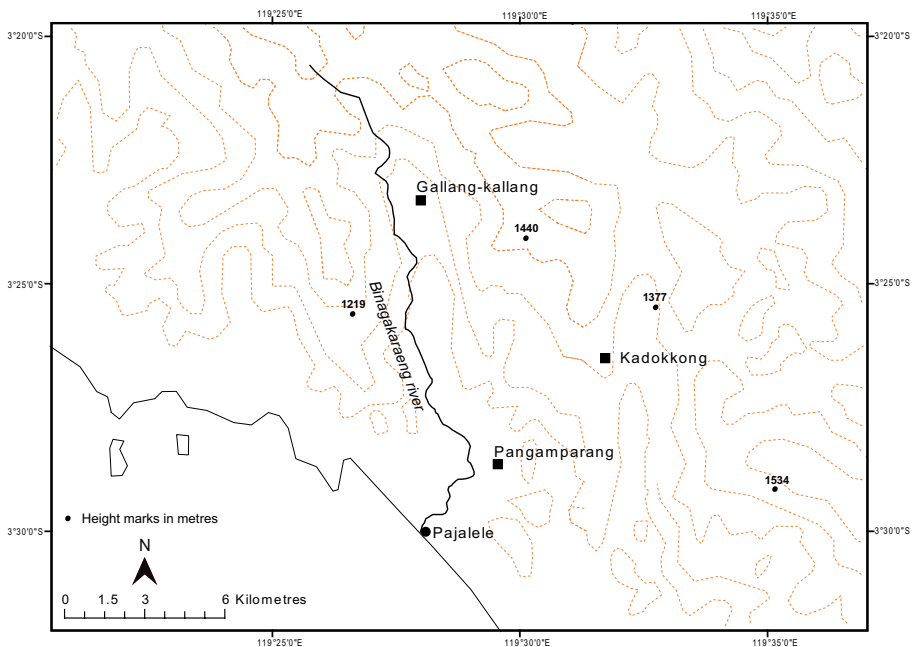 119°25'0"E 119°30'0"E 119°35'0"E
3°20'0"S 3°20'0"S
Gallang-kallang
1440
3°25'0"S 3°25'0"S
1377
1219
Binagakaraeng river
Kadokkong
Pangamparang
1534
Height marks in metres
3°30'0"S 3°30'0"S
Pajalele
N
0 1.5 3 6 Kilometres
119°25'0"E 119°30'0"E 119°35'0"E